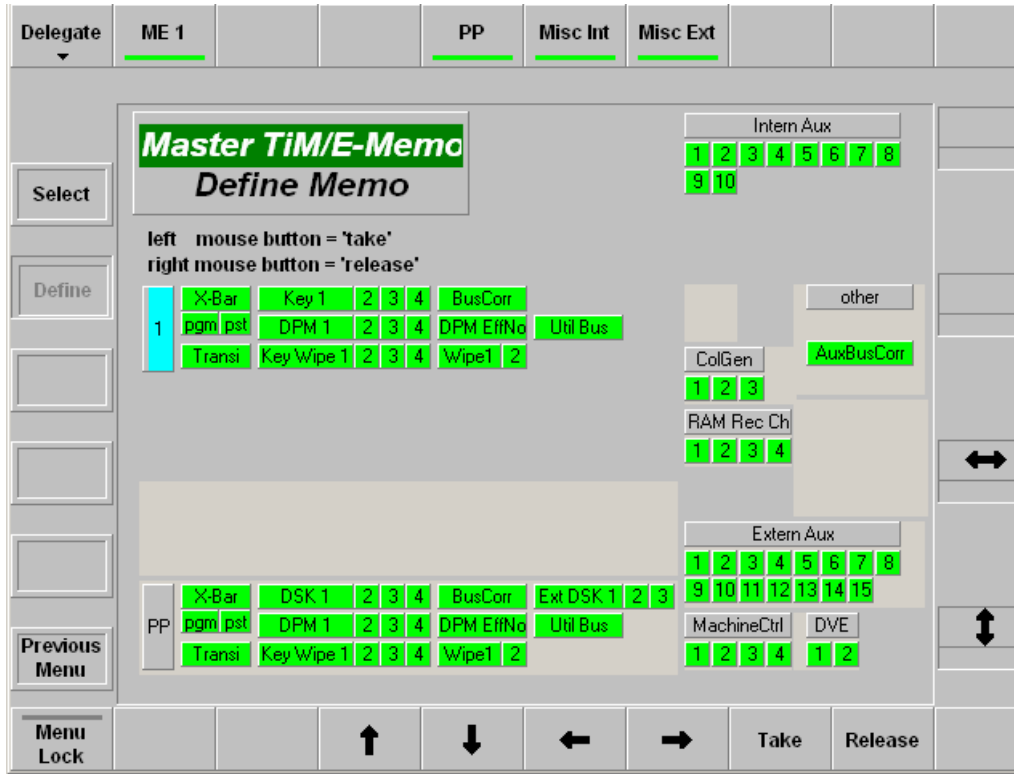 Delegate ME 1 PP Misc Int Misc Ext
Master TiM/E-Memo
Define Memo
Intern Aux
1 2 3 4 5 6 7 8
9 10
Select
left mouse button = 'take'
right mouse button = 'release'
Define
1
X-Bar Key 1 2 3 4 BusCorr
pgm pst DPM 1 2 3 4 DPM EffNo Util Bus
Transi Key Wipe 1 2 3 4 Wipe1 2
other
AuxBusCorr
ColGen
1 2 3
RAM Rec Ch
1 2 3 4
Extern Aux
1 2 3 4 5 6 7 8
9 10 11 12 13 14 15
PP
X-Bar DSK 1 2 3 4 BusCorr Ext DSK 1 2 3
pgm pst DPM 1 2 3 4 DPM EffNo Util Bus
Transi Key Wipe 1 2 3 4 Wipe1 2
MachineCtrl DVE
1 2 3 4 1 2
Previous
Menu
Menu
Lock
Take Release